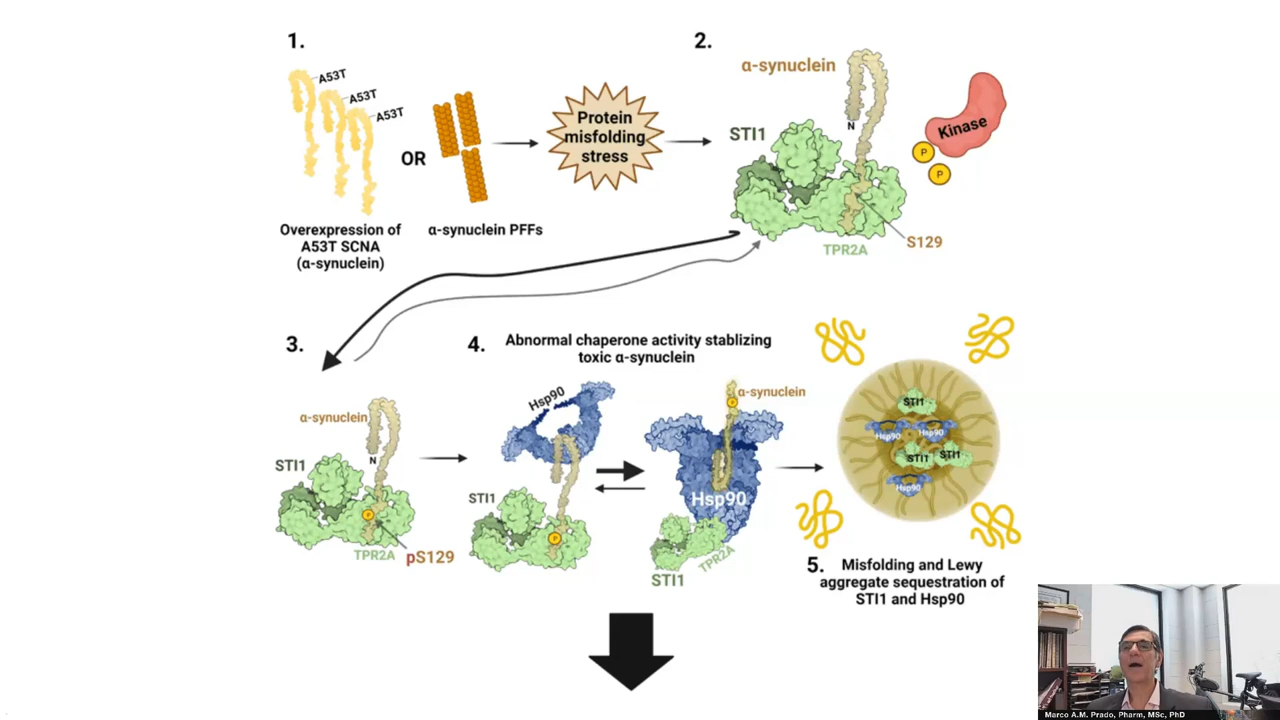 1.
A53T
A53T
A53T
OR
Overexpression of
A53T SCNA
(α-synuclein)
α-synuclein PFFs
Protein
misfolding
stress
2.
α-synuclein
STI1
N
Kinase
P
P
S129
TPR2A
3.
α-synuclein
STI1
N
P
TPR2A
pS129
4.
Abnormal chaperone activity stablizing
toxic α-synuclein
Hsp90
STI1
P
α-synuclein
P
Hsp90
TPR2A
STI1
STI1
Hsp90
Hsp90
STI1
STI1
Hsp90
5.
Misfolding and Lewy
aggregate sequestration of
STI1 and Hsp90
Marco A.M. Prado, Pharm, MSc, PhD